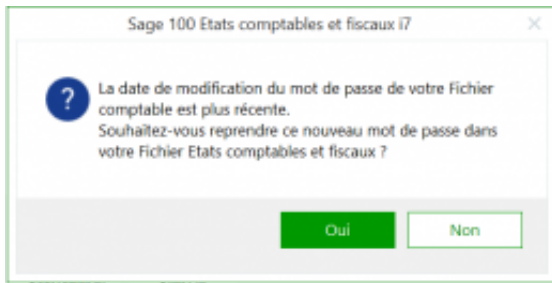 Sage 100 Etats comptables et fiscaux i7
?
La date de modification du mot de passe de votre Fichier
comptable est plus récente.
Souhaitez-vous reprendre ce nouveau mot de passe dans
votre Fichier Etats comptables et fiscaux ?
Oui
Non